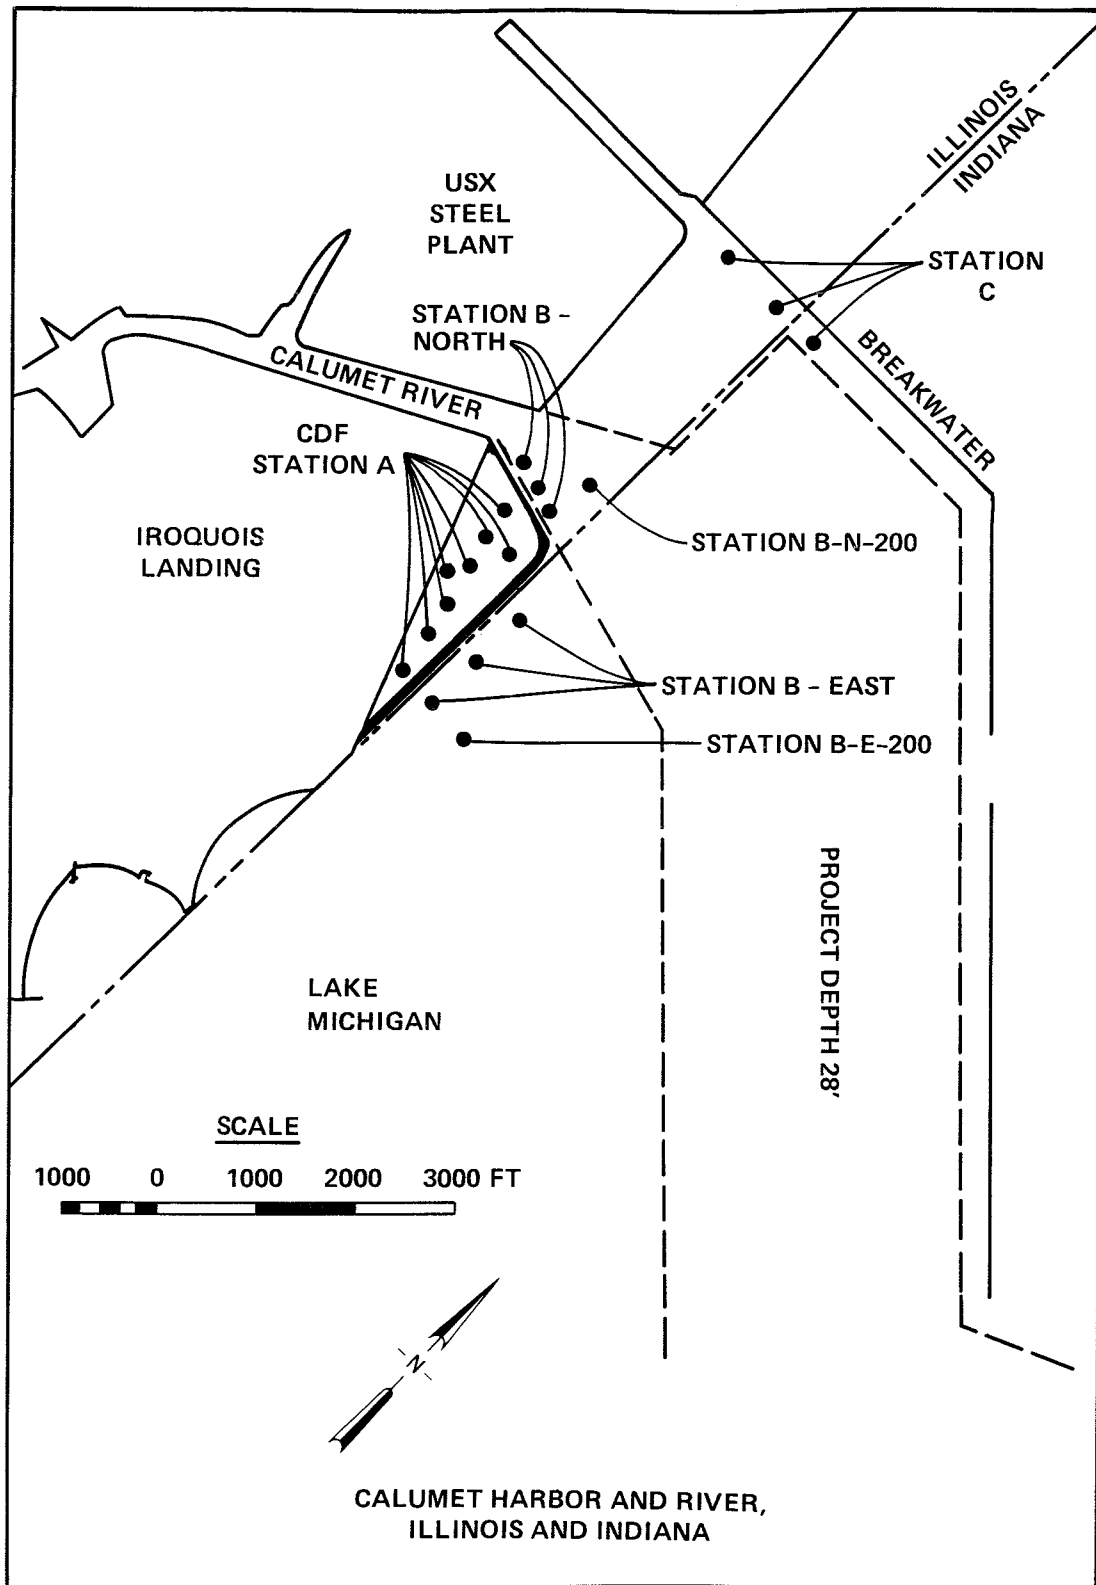 ILLINOIS
INDIANA
USX
STEEL
PLANT
STATION
C
STATION B -
NORTH
BREAKWATER
CALUMET RIVER
CDF
STATION A
IROQUOIS
LANDING
STATION B-N-200
STATION B - EAST
STATION B-E-200
PROJECT DEPTH 28'
LAKE
MICHIGAN
SCALE
1000 0 1000 2000 3000 FT
N
CALUMET HARBOR AND RIVER,
ILLINOIS AND INDIANA